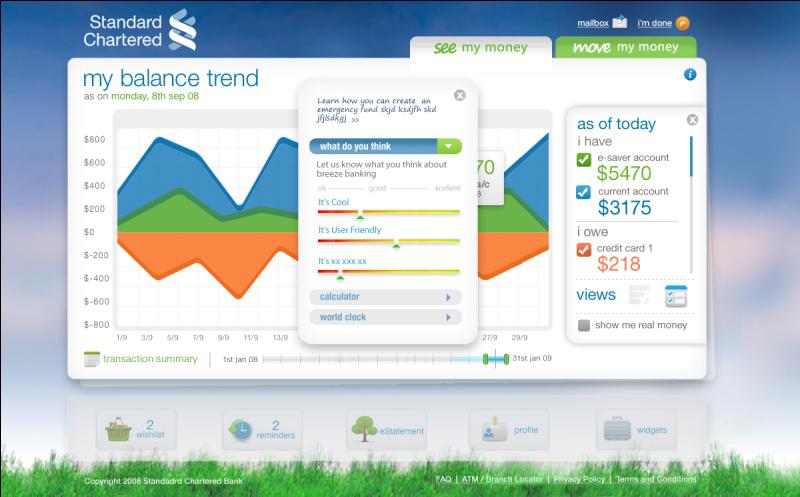 Standard
Chartered
mailbox
i'm done
see my money
move my money
my balance trend
as on monday, 8th sep 08
Learn how you can create an
emergency fund skjd ksdjfh skd
jfjlsdkgj >>
what do you think
Let us know what you think about
breeze banking
ok good xcellent
It's Cool
It's User Friendly
It's xx xxx xx
calculator
world clock
$800
$600
$400
$200
$0
$-200
$-400
$-600
$-800
1/9 3/9 5/9 7/9 9/9 11/9 13/9 27/9 29/9
70
a/c
transaction summary
1st jan 08
31st jan 09
as of today
i have
e-saver account
$5470
current account
$3175
i owe
credit card 1
$218
views
show me real money
2
wishlist
2
reminders
eStatement
profile
widgets
Copyright 2008 Standadrd Chartered Bank
FAQ | ATM / Branch Locator | Privacy Policy | Terms and Conditions